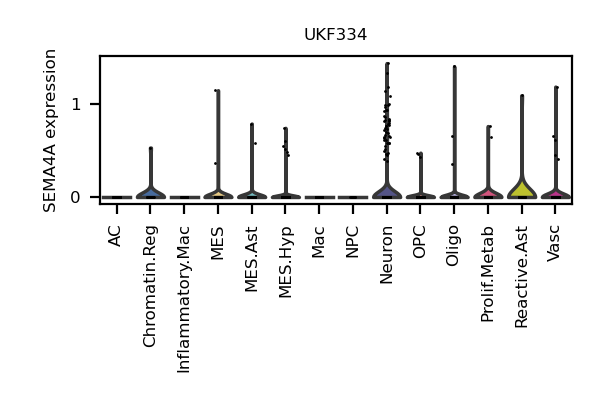 UKF334
SEMA4A expression
1
0
AC
Chromatin.Reg
Inflammatory.Mac
MES
MES.Ast
MES.Hyp
Mac
NPC
Neuron
OPC
Oligo
Prolif.Metab
Reactive.Ast
Vasc